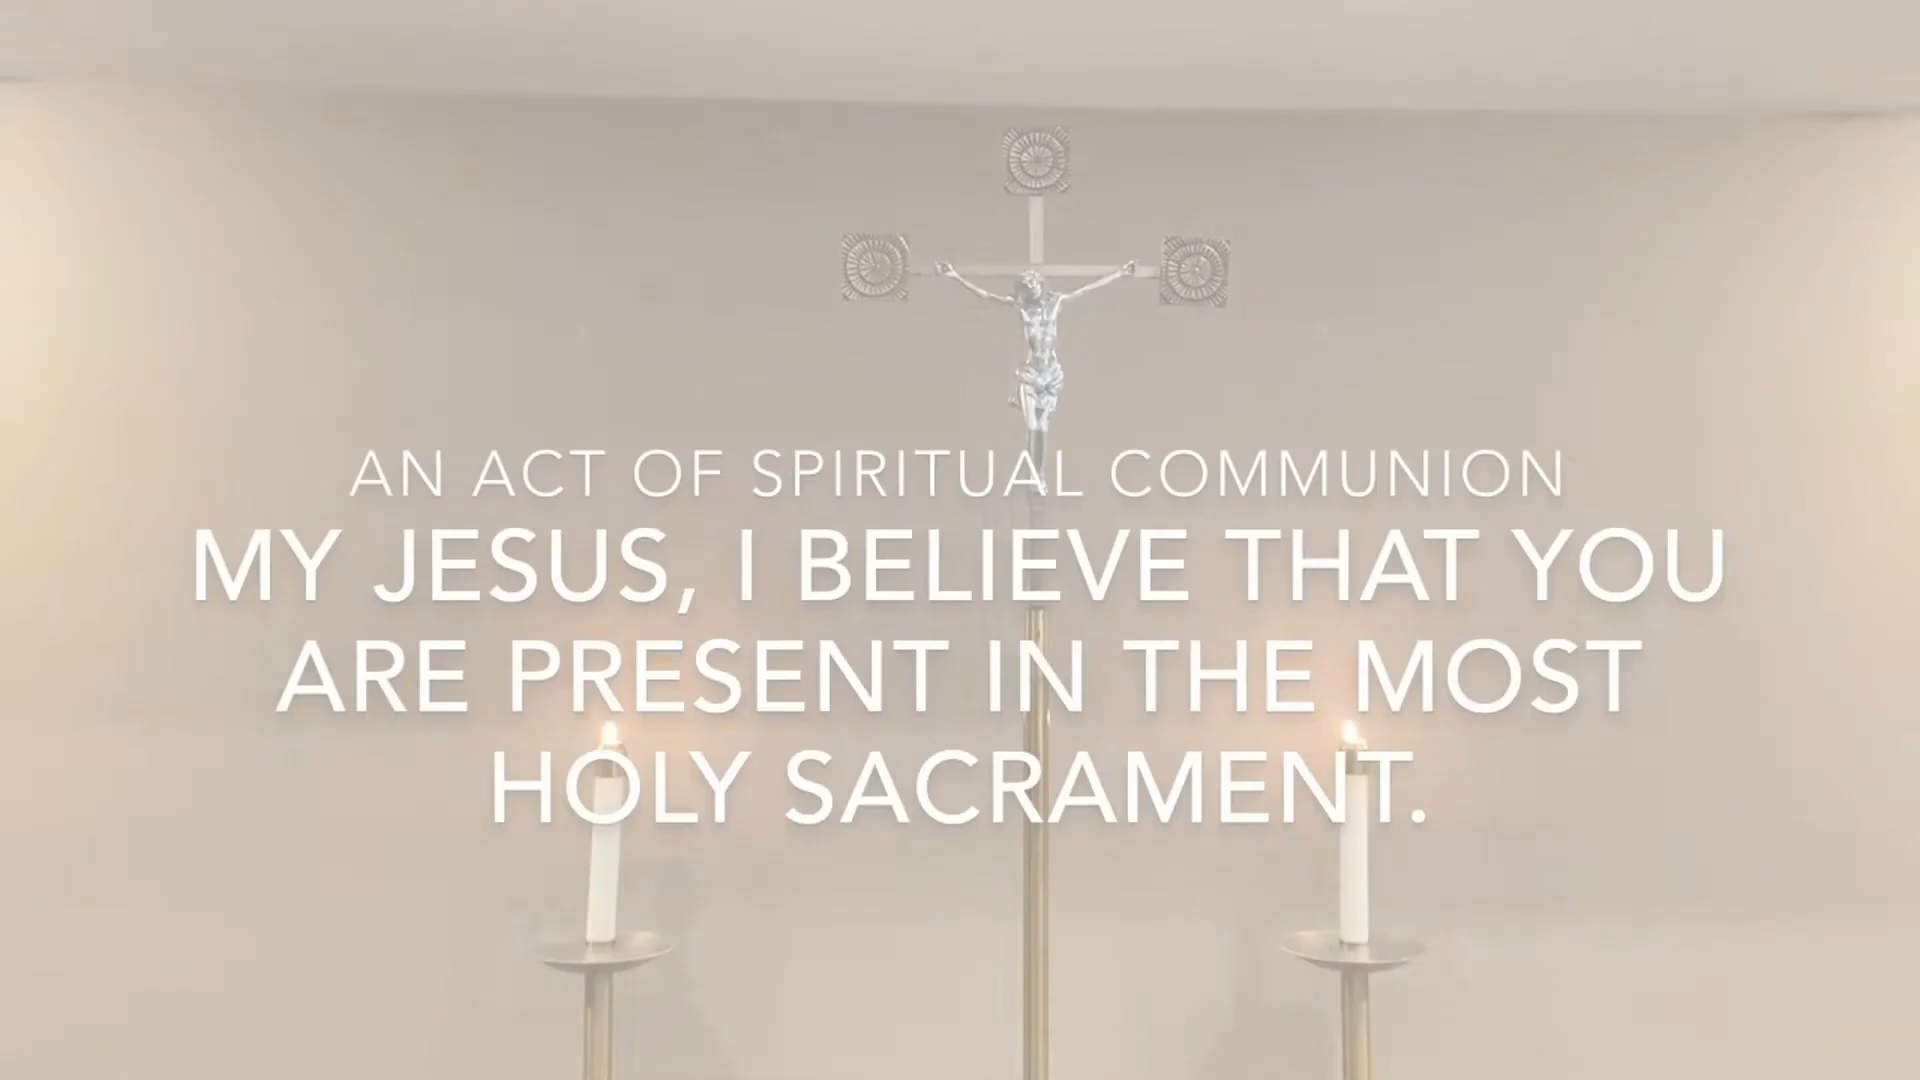 AN ACT OF SPIRITUAL COMMUNION
MY JESUS, I BELIEVE THAT YOU
ARE PRESENT IN THE MOST
HOLY SACRAMENT.